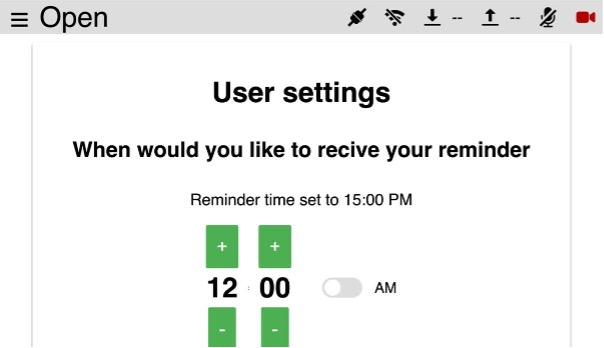 ☰ Open -- --
User settings
When would you like to recive your reminder
Reminder time set to 15:00 PM
+ +
12 : 00 AM
- -